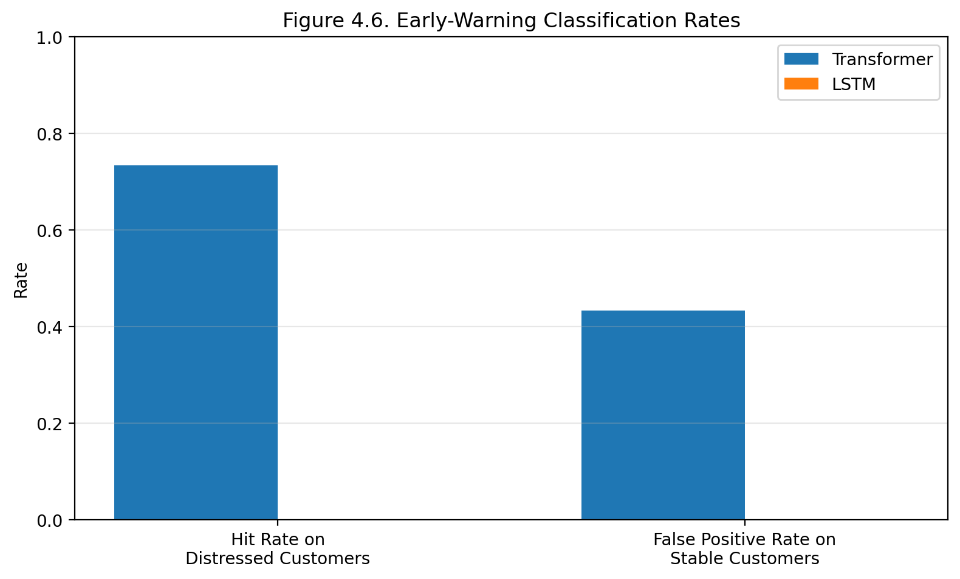 Figure 4.6. Early-Warning Classification Rates
1.0
0.8
0.6
0.4
0.2
0.0
Rate
Transformer
LSTM
Hit Rate on
Distressed Customers
False Positive Rate on
Stable Customers